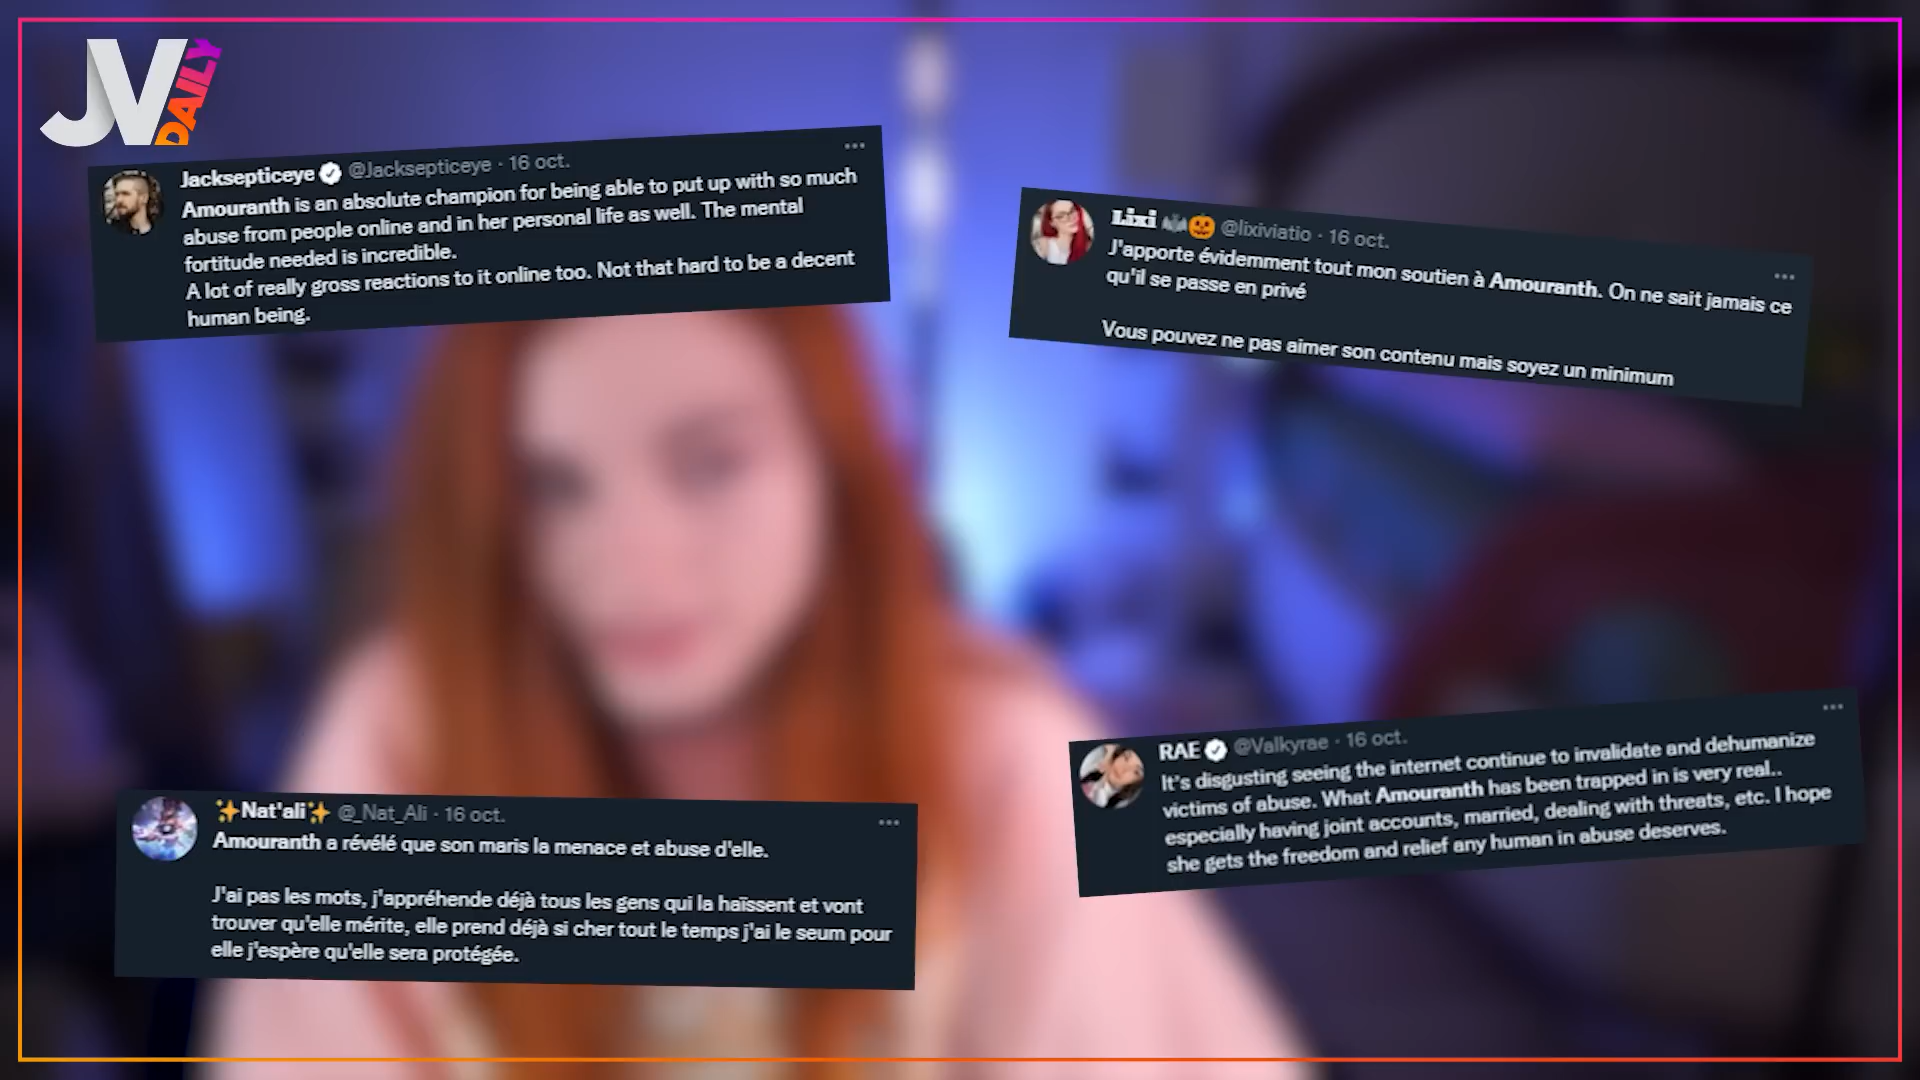 JV
DAILY
Jacksepticeye @Jacksepticeye · 16 oct.
Amouranth is an absolute champion for being able to put up with so much
abuse from people online and in her personal life as well. The mental
fortitude needed is incredible.
A lot of really gross reactions to it online too. Not that hard to be a decent
human being.
Lixi @lixiviatio · 16 oct.
J'apporte évidemment tout mon soutien à Amouranth. On ne sait jamais ce
qu'il se passe en privé
Vous pouvez ne pas aimer son contenu mais soyez un minimum
✨Nat'ali✨ @_Nat_Ali · 16 oct.
Amouranth a révélé que son maris la menace et abuse d'elle.
J'ai pas les mots, j'appréhende déjà tous les gens qui la haïssent et vont
trouver qu'elle mérite, elle prend déjà si cher tout le temps j'ai le seum pour
elle j'espère qu'elle sera protégée.
RAE @Valkyrae · 16 oct.
It's disgusting seeing the internet continue to invalidate and dehumanize
victims of abuse. What Amouranth has been trapped in is very real..
especially having joint accounts, married, dealing with threats, etc. I hope
she gets the freedom and relief any human in abuse deserves.